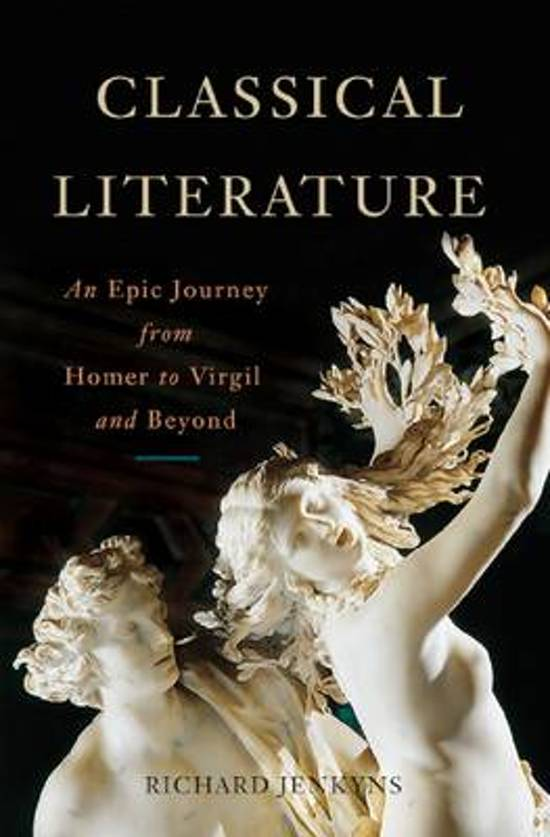 CLASSICAL
LITERATURE
An Epic Journey
from
Homer to Virgil
and Beyond
RICHARD JENKYNS